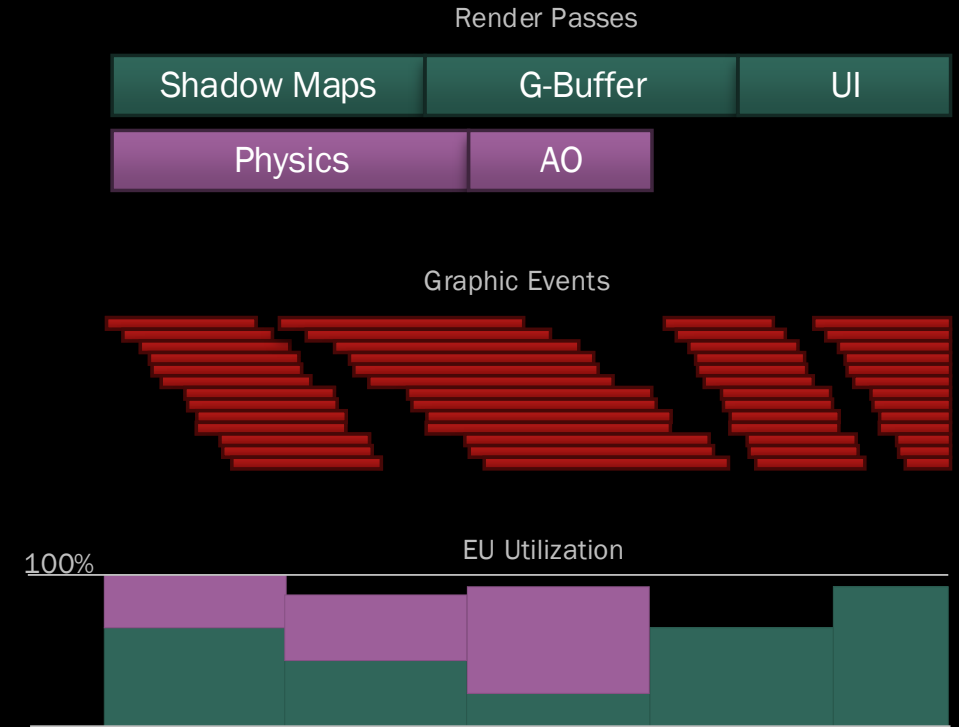 Render Passes
Shadow Maps G-Buffer UI
Physics AO
Graphic Events
EU Utilization
100%